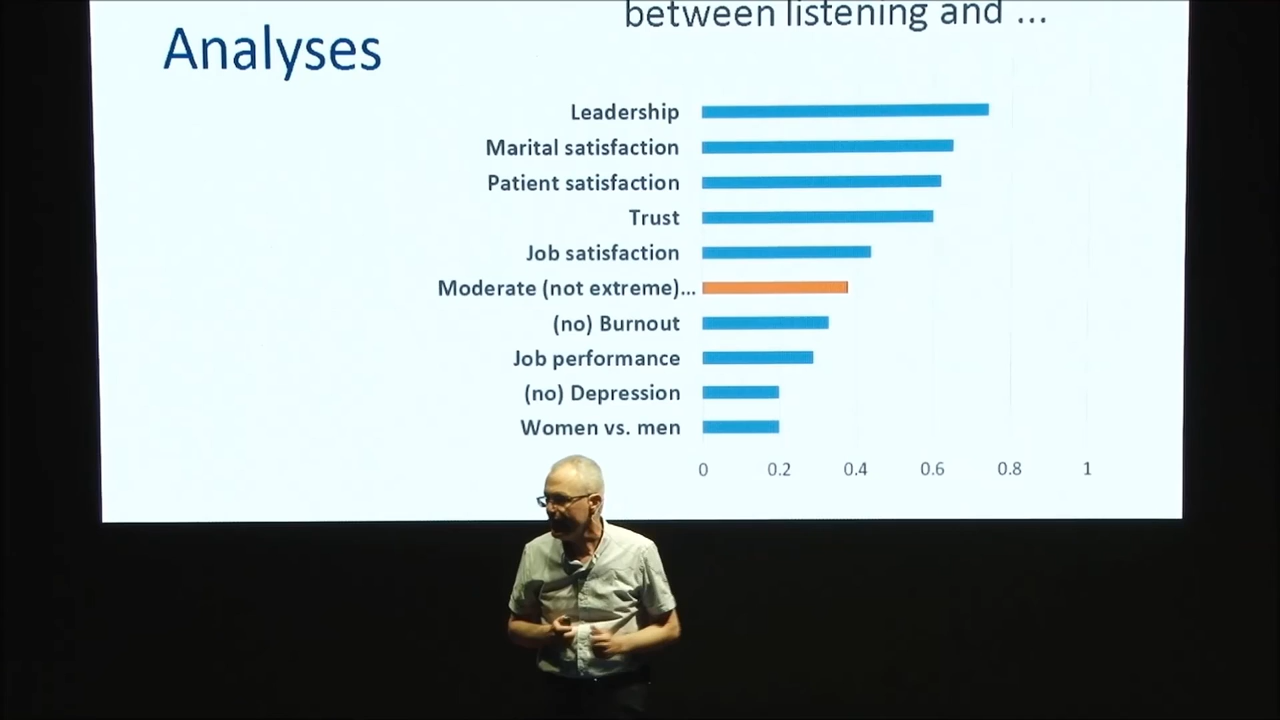 between listening and ...
Analyses
Leadership
Marital satisfaction
Patient satisfaction
Trust
Job satisfaction
Moderate (not extreme)...
(no) Burnout
Job performance
(no) Depression
Women vs. men
0 0.2 0.4 0.6 0.8 1